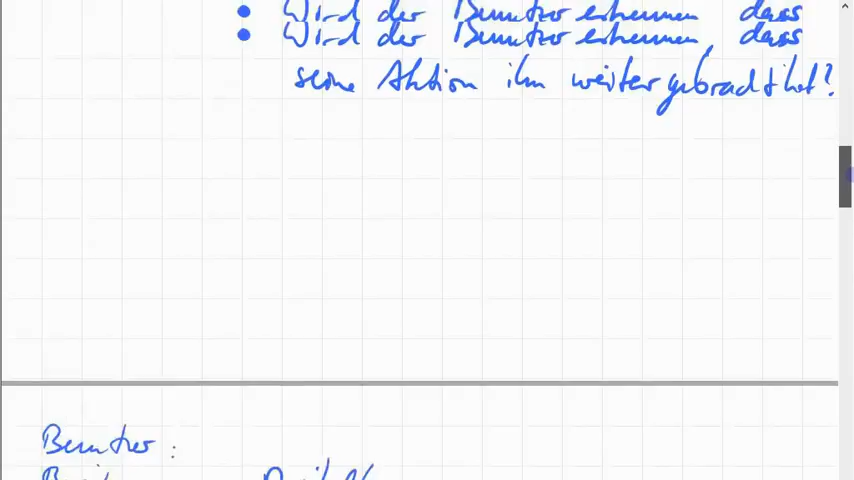 • Wird der Benutzer erkennen dass
• Wird der Benutzer erkennen, dass
seine Aktion ihn weitergebracht hat?
Benutzer: